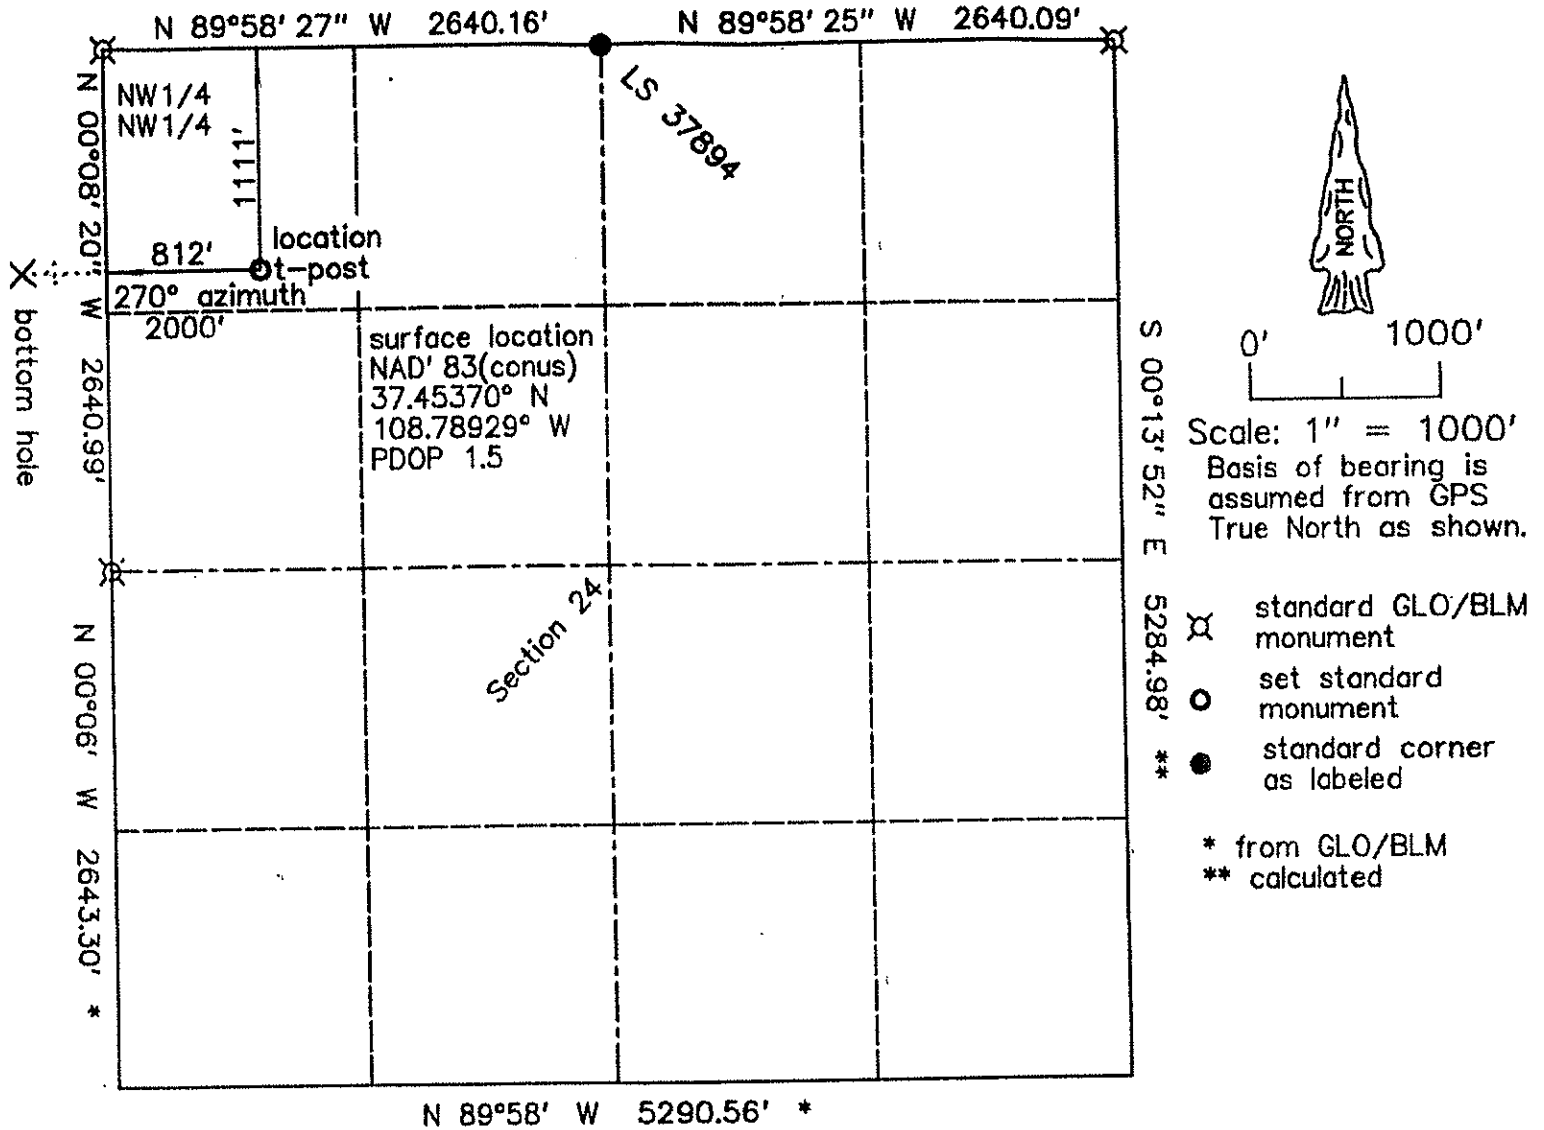 N 89°58' 27" W 2640.16'
N 89°58' 25" W 2640.09'
N 00°08' 20" W 2640.99'
NW1/4
NW1/4
1111'
LS 37894
812'
location
t-post
270° azimuth
2000'
X bottom hole
surface location
NAD' 83(conus)
37.45370° N
108.78929° W
PDOP 1.5
Section 24
N 00°06' W 2643.30' *
N 89°58' W 5290.56' *
S 00°13' 52" E 5284.98' **
NORTH
0' 1000'
Scale: 1" = 1000'
Basis of bearing is
assumed from GPS
True North as shown.
standard GLO/BLM
monument
set standard
monument
standard corner
as labeled
* from GLO/BLM
** calculated